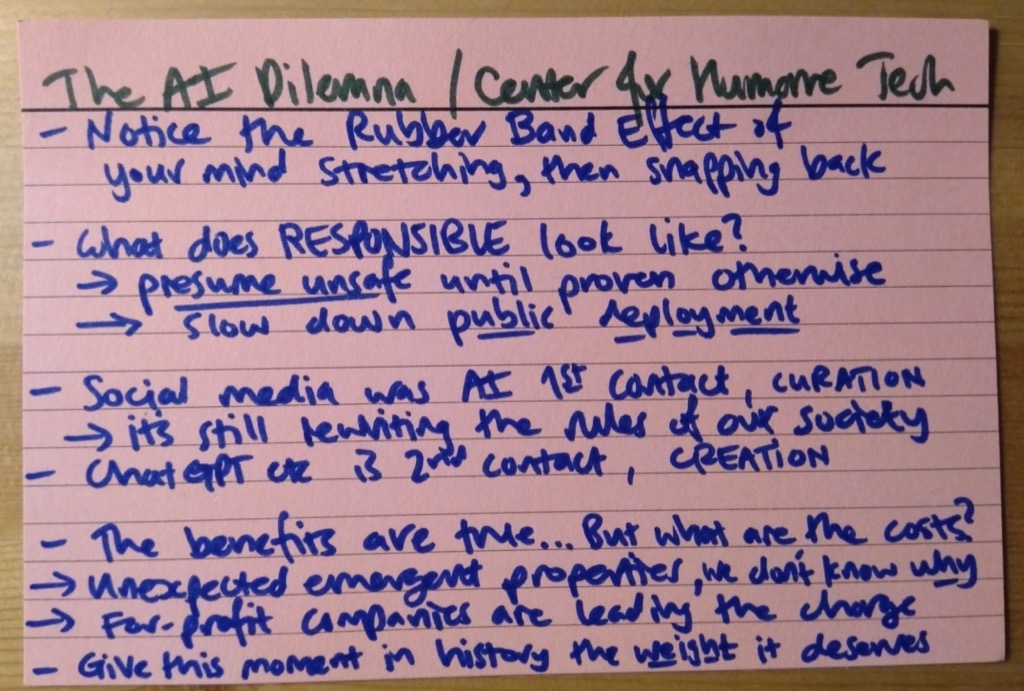 The AI Dilemna / Center for Humane Tech
- Notice the Rubber Band Effect of
your mind stretching, then snapping back
- What does RESPONSIBLE look like?
→ presume unsafe until proven otherwise
→ slow down public deployment
- Social media was AI 1st contact, CURATION
→ its still rewriting the rules of our society
- ChatGPT etc is 2nd contact, CREATION
- The benefits are true... But what are the costs?
→ Unexpected emergent properties, we don't know why
→ For-profit companies are leading the charge
- Give this moment in history the weight it deserves